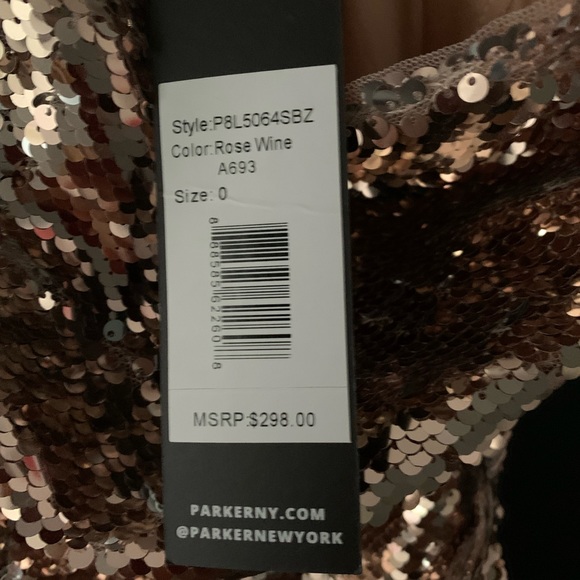 Style:P8L5064SBZ
Color:Rose Wine
A693
Size: 0
MSRP:$298.00
PARKERNY.COM
@PARKERNEWYORK